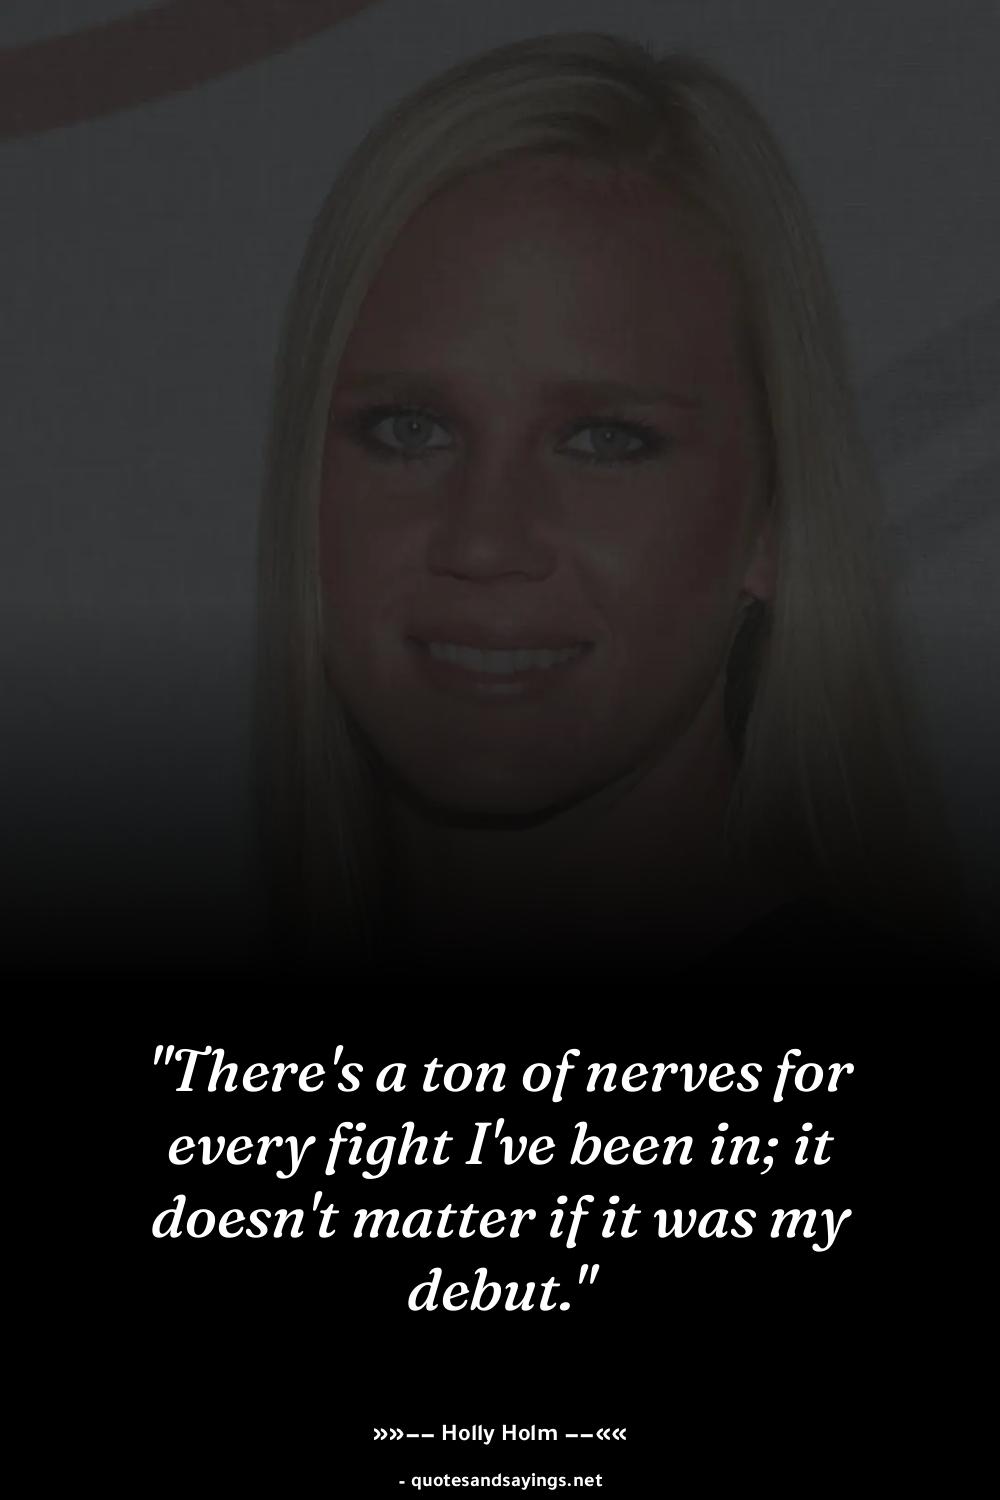 "There's a ton of nerves for
every fight I've been in; it
doesn't matter if it was my
debut."
»»–– Holly Holm ––««
- quotesandsayings.net